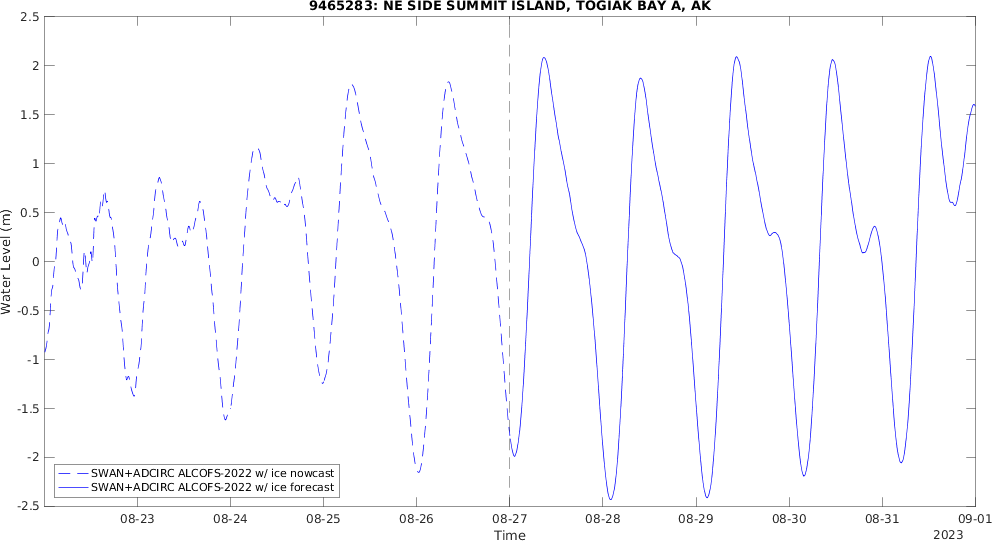 9465283: NE SIDE SUMMIT ISLAND, TOGIAK BAY A, AK
2.5
2
1.5
1
0.5
0
-0.5
-1
-1.5
-2
-2.5
Water Level (m)
SWAN+ADCIRC ALCOFS-2022 w/ ice nowcast
SWAN+ADCIRC ALCOFS-2022 w/ ice forecast
08-23 08-24 08-25 08-26 08-27 08-28 08-29 08-30 08-31 09-01
Time
2023